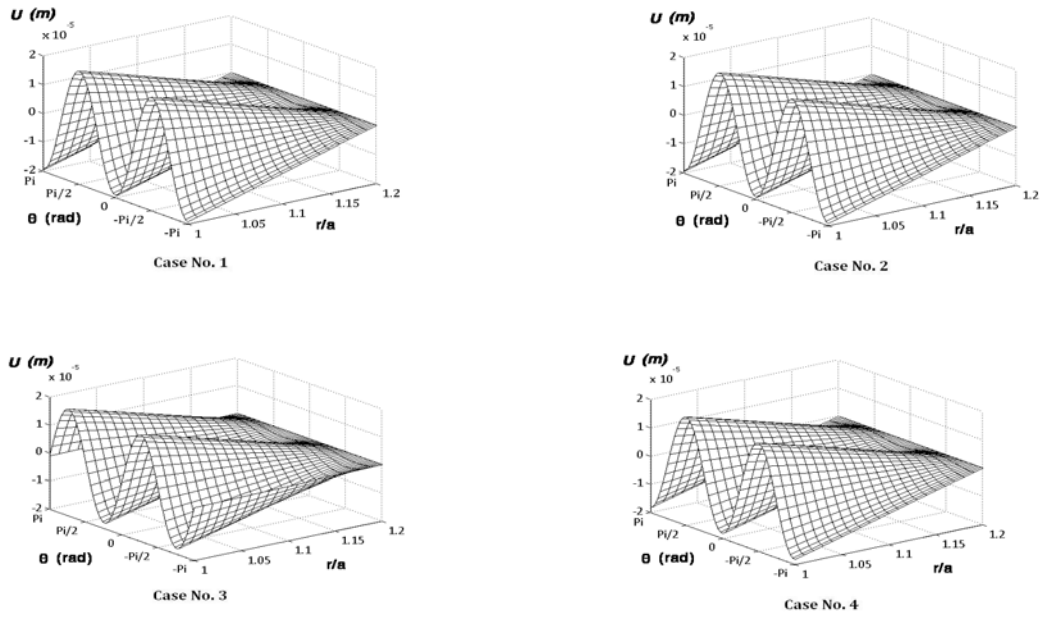 U (m)
x 10⁻⁵
2
1
0
-1
-2
Pi
Pi/2
0
-Pi/2
-Pi
θ (rad)
1
1.05
1.1
1.15
1.2
r/a
Case No. 1
U (m)
x 10⁻⁵
2
1
0
-1
-2
Pi
Pi/2
0
-Pi/2
-Pi
θ (rad)
1
1.05
1.1
1.15
1.2
r/a
Case No. 2
U (m)
x 10⁻⁵
2
1
0
-1
-2
Pi
Pi/2
0
-Pi/2
-Pi
θ (rad)
1
1.05
1.1
1.15
1.2
r/a
Case No. 3
U (m)
x 10⁻⁵
2
1
0
-1
-2
Pi
Pi/2
0
-Pi/2
-Pi
θ (rad)
1
1.05
1.1
1.15
1.2
r/a
Case No. 4